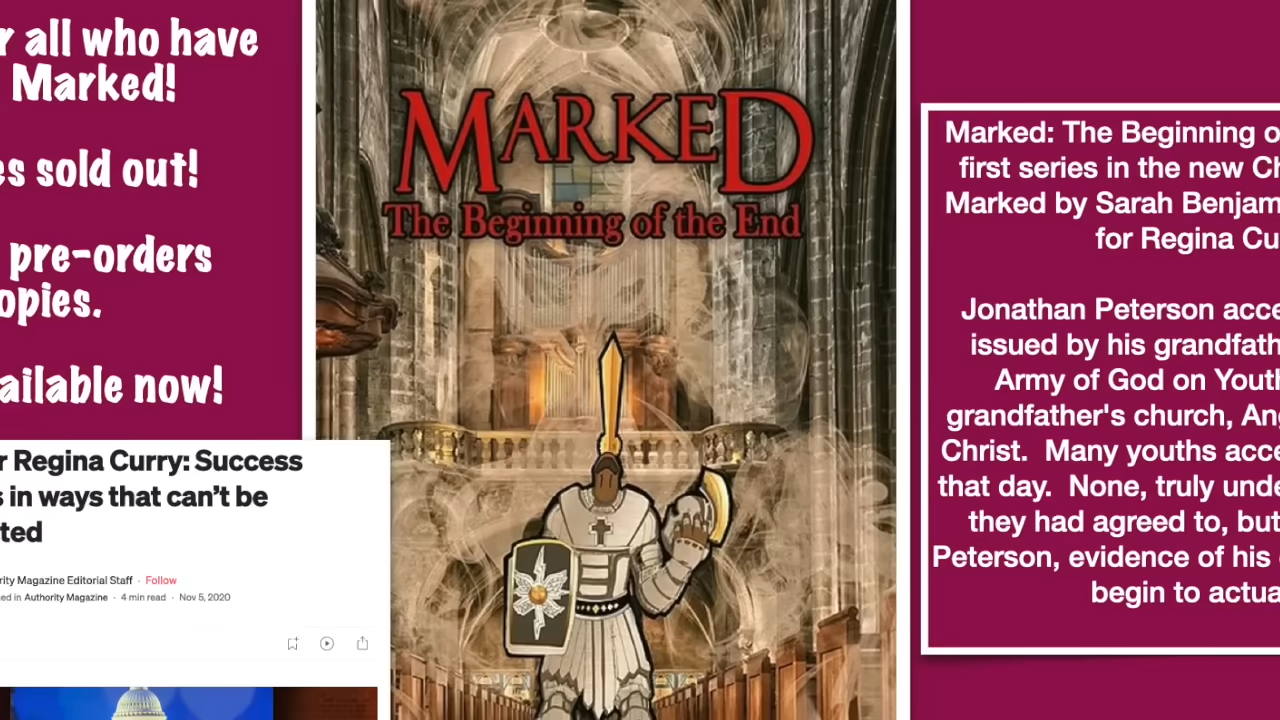 r all who have
Marked!
es sold out!
pre-orders
opies.
ailable now!
r Regina Curry: Success
s in ways that can't be
ted
rity Magazine Editorial Staff · Follow
ed in Authority Magazine · 4 min read · Nov 5, 2020
MARKED
The Beginning of the End
Marked: The Beginning o
first series in the new Ch
Marked by Sarah Benjam
for Regina Cu
Jonathan Peterson acce
issued by his grandfath
Army of God on Youth
grandfather's church, An
Christ. Many youths acce
that day. None, truly unde
they had agreed to, but
Peterson, evidence of his
begin to actua